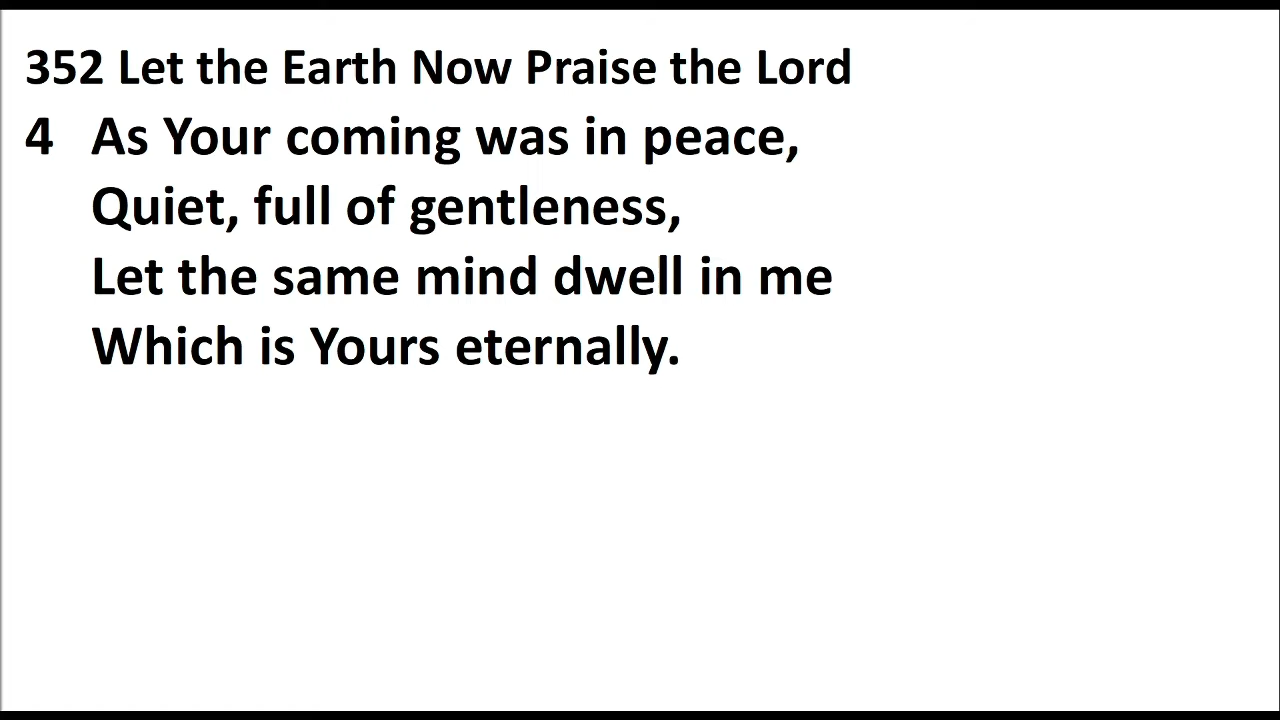 352 Let the Earth Now Praise the Lord
4 As Your coming was in peace,
Quiet, full of gentleness,
Let the same mind dwell in me
Which is Yours eternally.